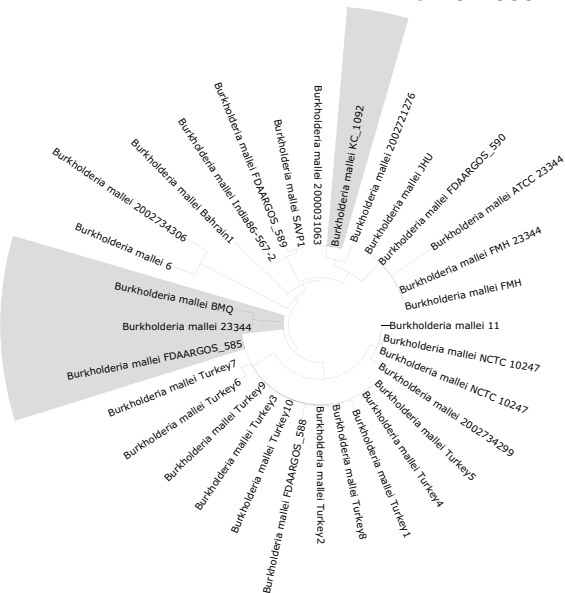 Burkholderia mallei KC_1092
Burkholderia mallei 2002721276
Burkholderia mallei JHU
Burkholderia mallei FDAARGOS_590
Burkholderia mallei ATCC 23344
Burkholderia mallei FMH 23344
Burkholderia mallei FMH
Burkholderia mallei 11
Burkholderia mallei NCTC 10247
Burkholderia mallei NCTC 10247
Burkholderia mallei 2002734299
Burkholderia mallei Turkey5
Burkholderia mallei Turkey4
Burkholderia mallei Turkey1
Burkholderia mallei Turkey8
Burkholderia mallei Turkey2
Burkholderia mallei FDAARGOS_588
Burkholderia mallei Turkey10
Burkholderia mallei Turkey3
Burkholderia mallei Turkey9
Burkholderia mallei Turkey6
Burkholderia mallei Turkey7
Burkholderia mallei FDAARGOS_585
Burkholderia mallei 23344
Burkholderia mallei BMQ
Burkholderia mallei 6
Burkholderia mallei 2002734306
Burkholderia mallei Bahrain1
Burkholderia mallei India86-567-2
Burkholderia mallei FDAARGOS_589
Burkholderia mallei SAVP1
Burkholderia mallei 2000031063